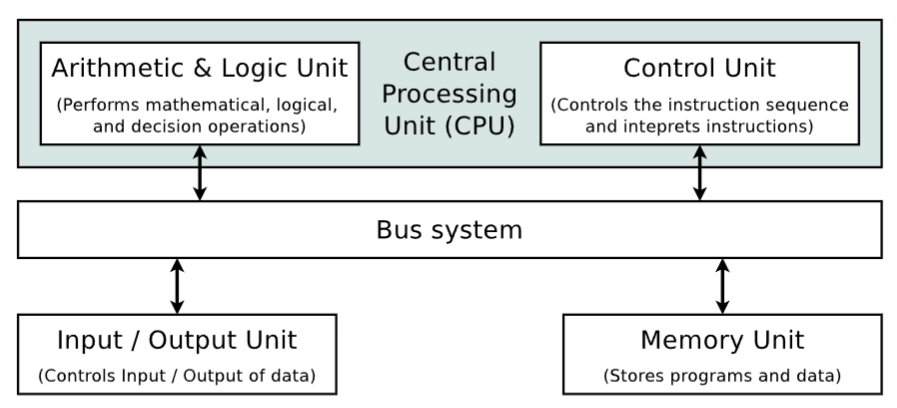 Arithmetic & Logic Unit
(Performs mathematical, logical,
and decision operations)
Central
Processing
Unit (CPU)
Control Unit
(Controls the instruction sequence
and inteprets instructions)
Bus system
Input / Output Unit
(Controls Input / Output of data)
Memory Unit
(Stores programs and data)